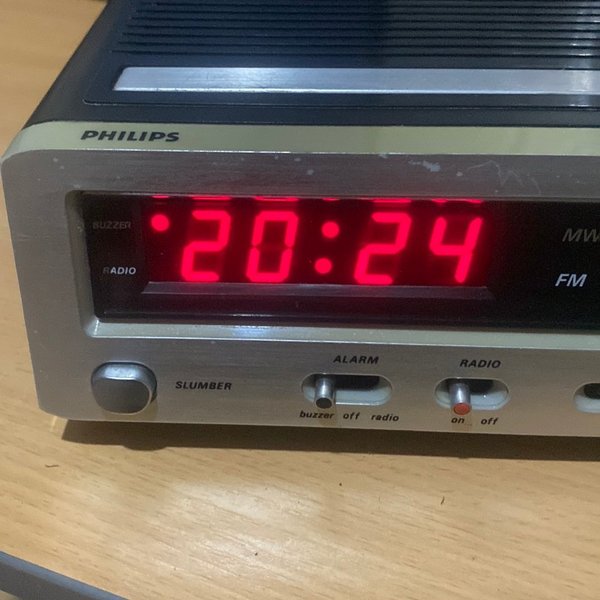 PHILIPS
BUZZER
20:24
MW
RADIO
FM
ALARM
RADIO
SLUMBER
buzzer off radio
on off